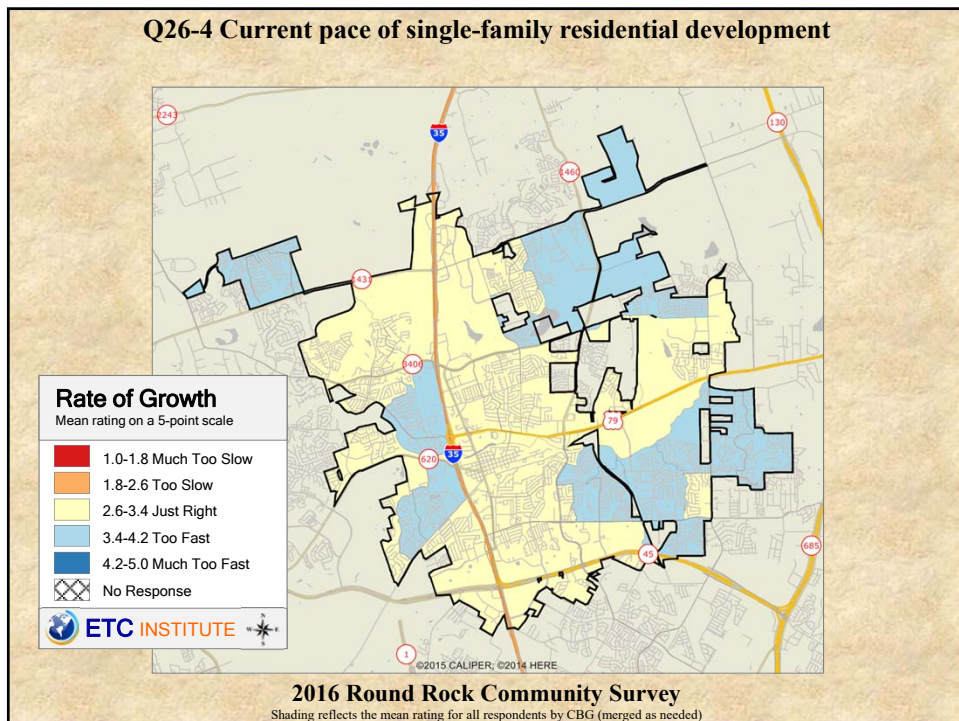 Q26-4 Current pace of single-family residential development
2243
35
130
1460
1431
3406
79
620
35
45
685
1
Rate of Growth
Mean rating on a 5-point scale
1.0-1.8 Much Too Slow
1.8-2.6 Too Slow
2.6-3.4 Just Right
3.4-4.2 Too Fast
4.2-5.0 Much Too Fast
No Response
ETC INSTITUTE
N
W E
S
©2015 CALIPER; ©2014 HERE
2016 Round Rock Community Survey
Shading reflects the mean rating for all respondents by CBG (merged as needed)